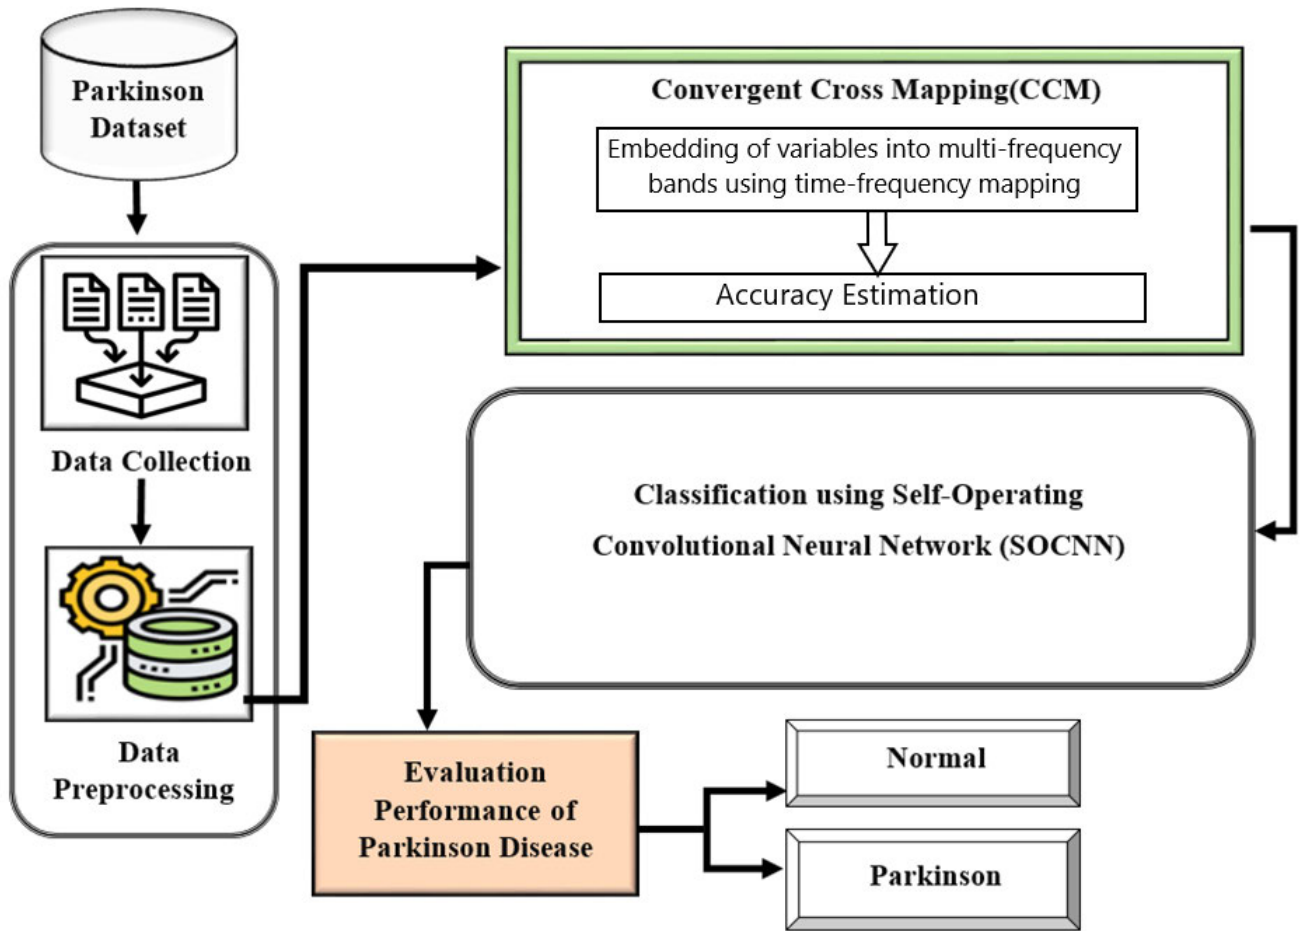 Parkinson
Dataset
Data Collection
Data
Preprocessing
Convergent Cross Mapping(CCM)
Embedding of variables into multi-frequency
bands using time-frequency mapping
Accuracy Estimation
Classification using Self-Operating
Convolutional Neural Network (SOCNN)
Evaluation
Performance of
Parkinson Disease
Normal
Parkinson